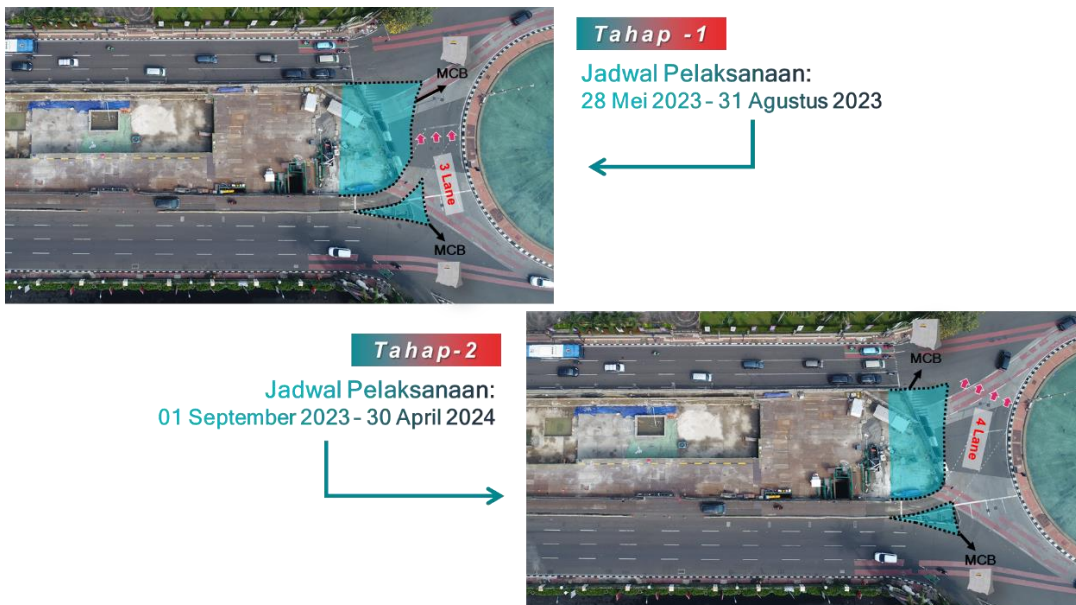 Tahap -1
Jadwal Pelaksanaan:
28 Mei 2023 - 31 Agustus 2023
MCB
3 Lane
MCB
Tahap-2
Jadwal Pelaksanaan:
01 September 2023 - 30 April 2024
MCB
4 Lane
MCB